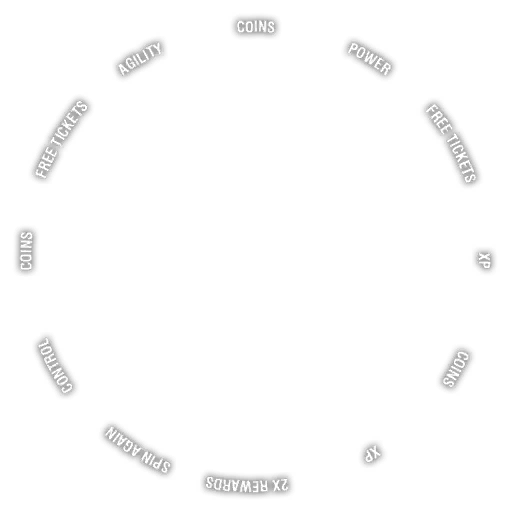 COINS
POWER
FREE TICKETS
XP
COINS
XP
2X REWARDS
SPIN AGAIN
CONTROL
COINS
FREE TICKETS
AGILITY